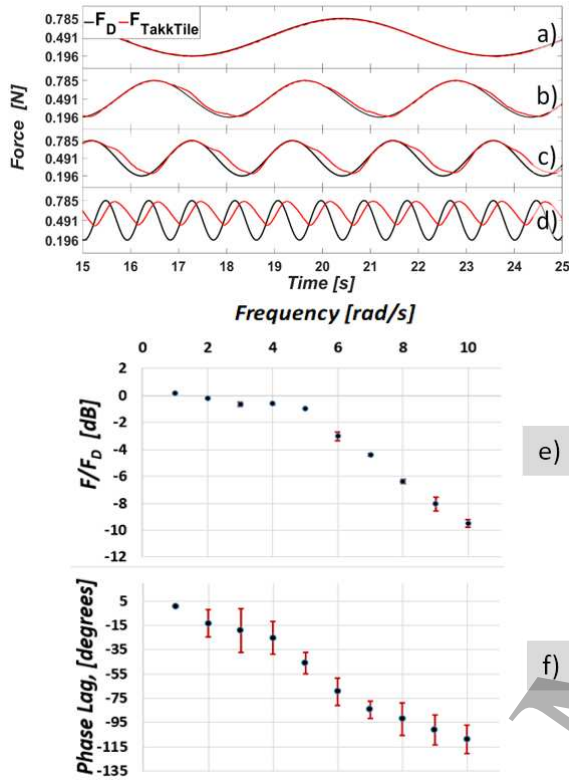 F_D F_TakkTile
0.785
0.491
0.196
a)
0.785
0.491
0.196
b)
0.785
0.491
0.196
c)
0.785
0.491
0.196
d)
Force [N]
15 16 17 18 19 20 21 22 23 24 25
Time [s]
Frequency [rad/s]
0 2 4 6 8 10
2
0
-2
-4
-6
-8
-10
-12
F/F_D [dB]
e)
5
-15
-35
-55
-75
-95
-115
-135
Phase Lag, [degrees]
f)